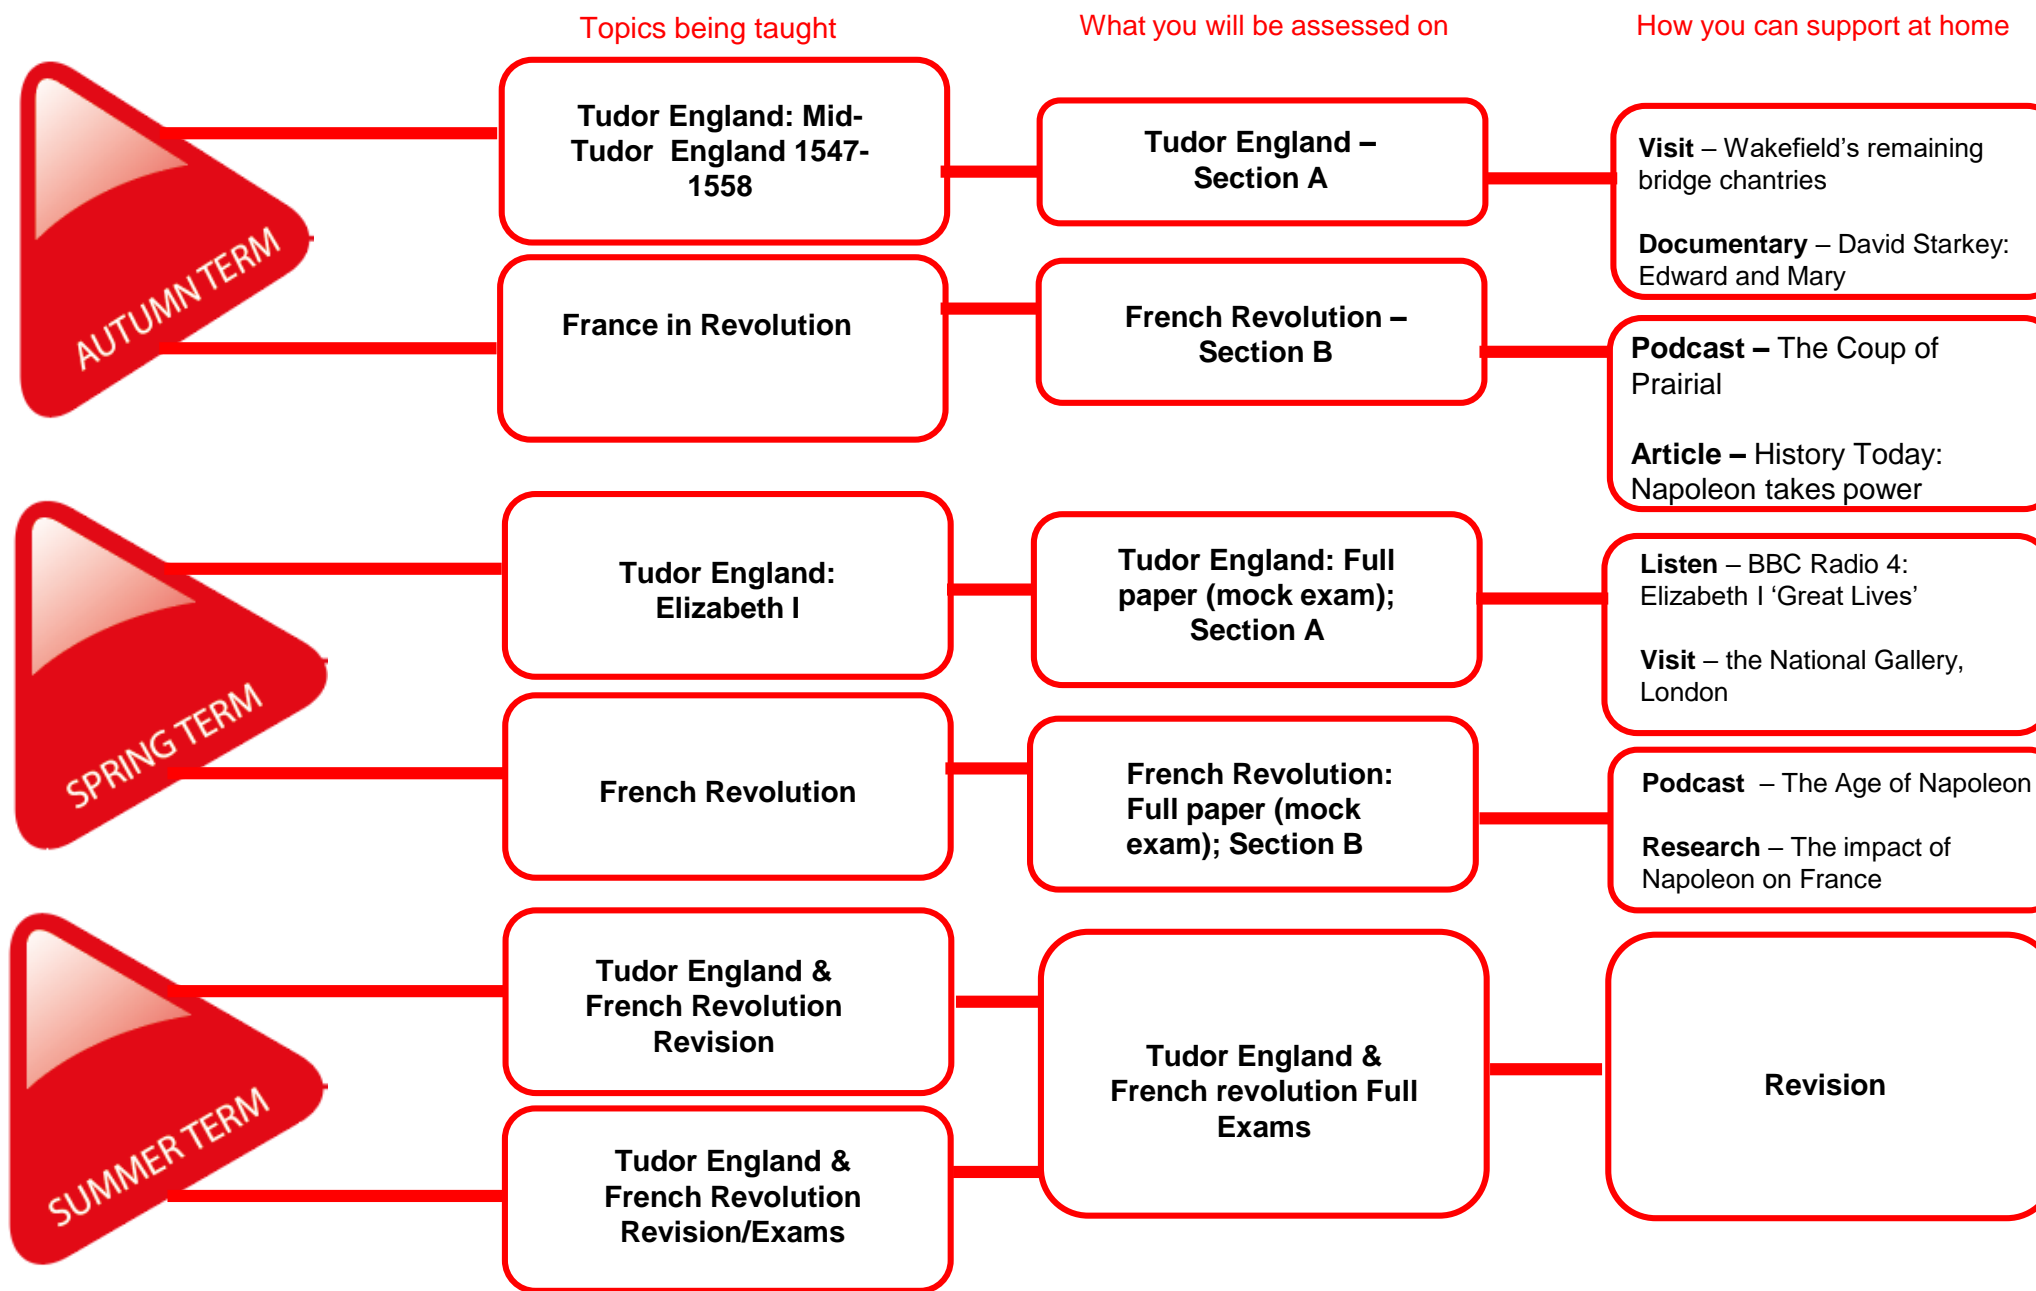 Topics being taught
What you will be assessed on
How you can support at home
AUTUMN TERM
Tudor England: Mid-
Tudor  England 1547-
1558
Tudor England –
Section A
Visit – Wakefield's remaining
bridge chantries
Documentary – David Starkey:
Edward and Mary
France in Revolution
French Revolution –
Section B
Podcast – The Coup of
Prairial
Article – History Today:
Napoleon takes power
SPRING TERM
Tudor England:
Elizabeth I
Tudor England: Full
paper (mock exam);
Section A
Listen – BBC Radio 4:
Elizabeth I ‘Great Lives’
Visit – the National Gallery,
London
French Revolution
French Revolution:
Full paper (mock
exam); Section B
Podcast  – The Age of Napoleon
Research – The impact of
Napoleon on France
SUMMER TERM
Tudor England &
French Revolution
Revision
Tudor England &
French Revolution
Revision/Exams
Tudor England &
French revolution Full
Exams
Revision